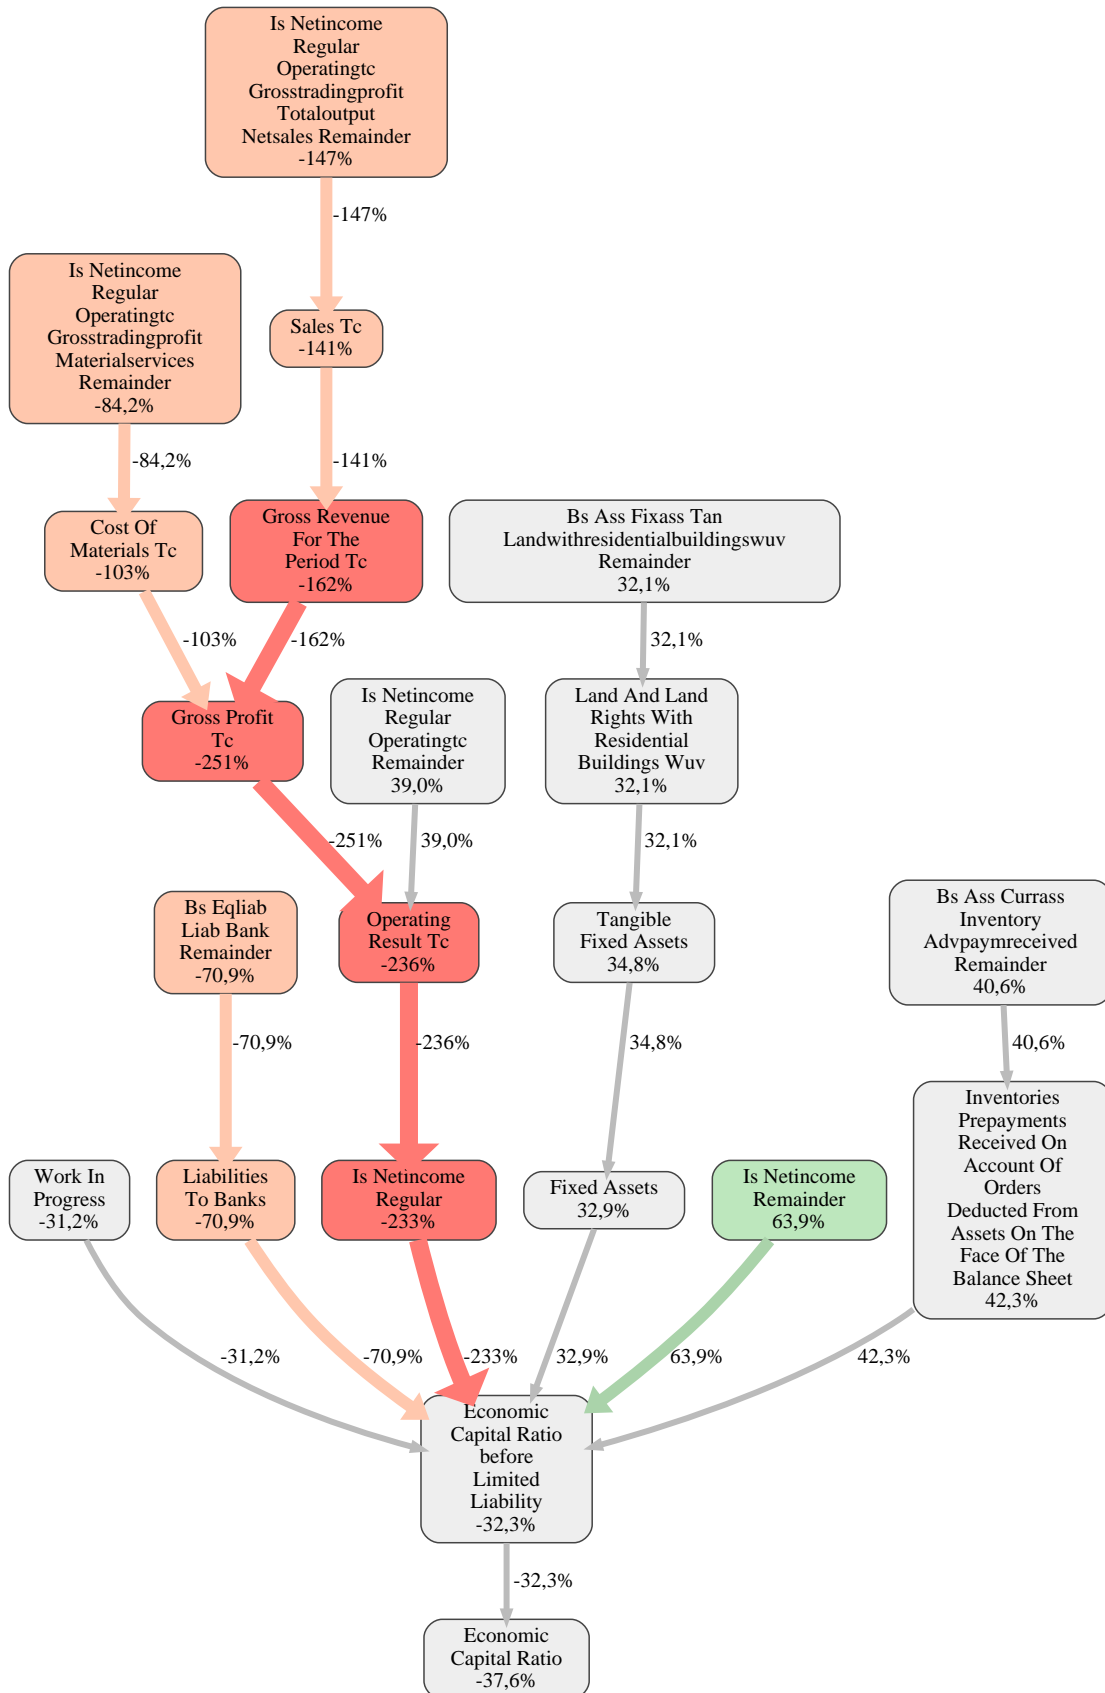 Is Netincome
Regular
Operatingtc
Grosstradingprofit
Totaloutput
Netsales Remainder
-147%
-147%
Is Netincome
Regular
Operatingtc
Grosstradingprofit
Materialservices
Remainder
-84,2%
Sales Tc
-141%
-84,2%
-141%
Cost Of
Materials Tc
-103%
Gross Revenue
For The
Period Tc
-162%
Bs Ass Fixass Tan
Landwithresidentialbuildingswuv
Remainder
32,1%
-103%
-162%
32,1%
Gross Profit
Tc
-251%
Is Netincome
Regular
Operatingtc
Remainder
39,0%
Land And Land
Rights With
Residential
Buildings Wuv
32,1%
-251%
39,0%
32,1%
Bs Eqliab
Liab Bank
Remainder
-70,9%
Operating
Result Tc
-236%
Tangible
Fixed Assets
34,8%
Bs Ass Currass
Inventory
Advpaymreceived
Remainder
40,6%
-70,9%
-236%
34,8%
40,6%
Work In
Progress
-31,2%
Liabilities
To Banks
-70,9%
Is Netincome
Regular
-233%
Fixed Assets
32,9%
Is Netincome
Remainder
63,9%
Inventories
Prepayments
Received On
Account Of
Orders
Deducted From
Assets On The
Face Of The
Balance Sheet
42,3%
-31,2%
-70,9%
-233%
32,9%
63,9%
42,3%
Economic
Capital Ratio
before
Limited
Liability
-32,3%
-32,3%
Economic
Capital Ratio
-37,6%